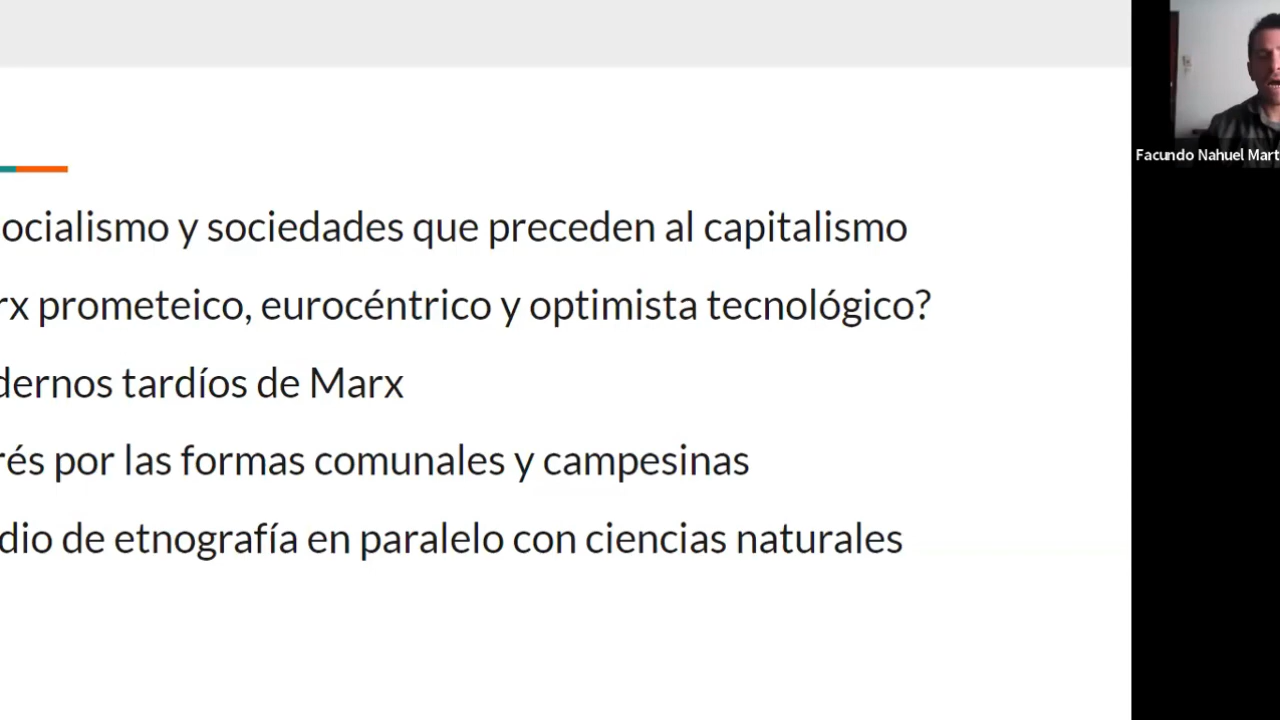 ocialismo y sociedades que preceden al capitalismo
rx prometeico, eurocéntrico y optimista tecnológico?
dernos tardíos de Marx
rés por las formas comunales y campesinas
dio de etnografía en paralelo con ciencias naturales
Facundo Nahuel Mart